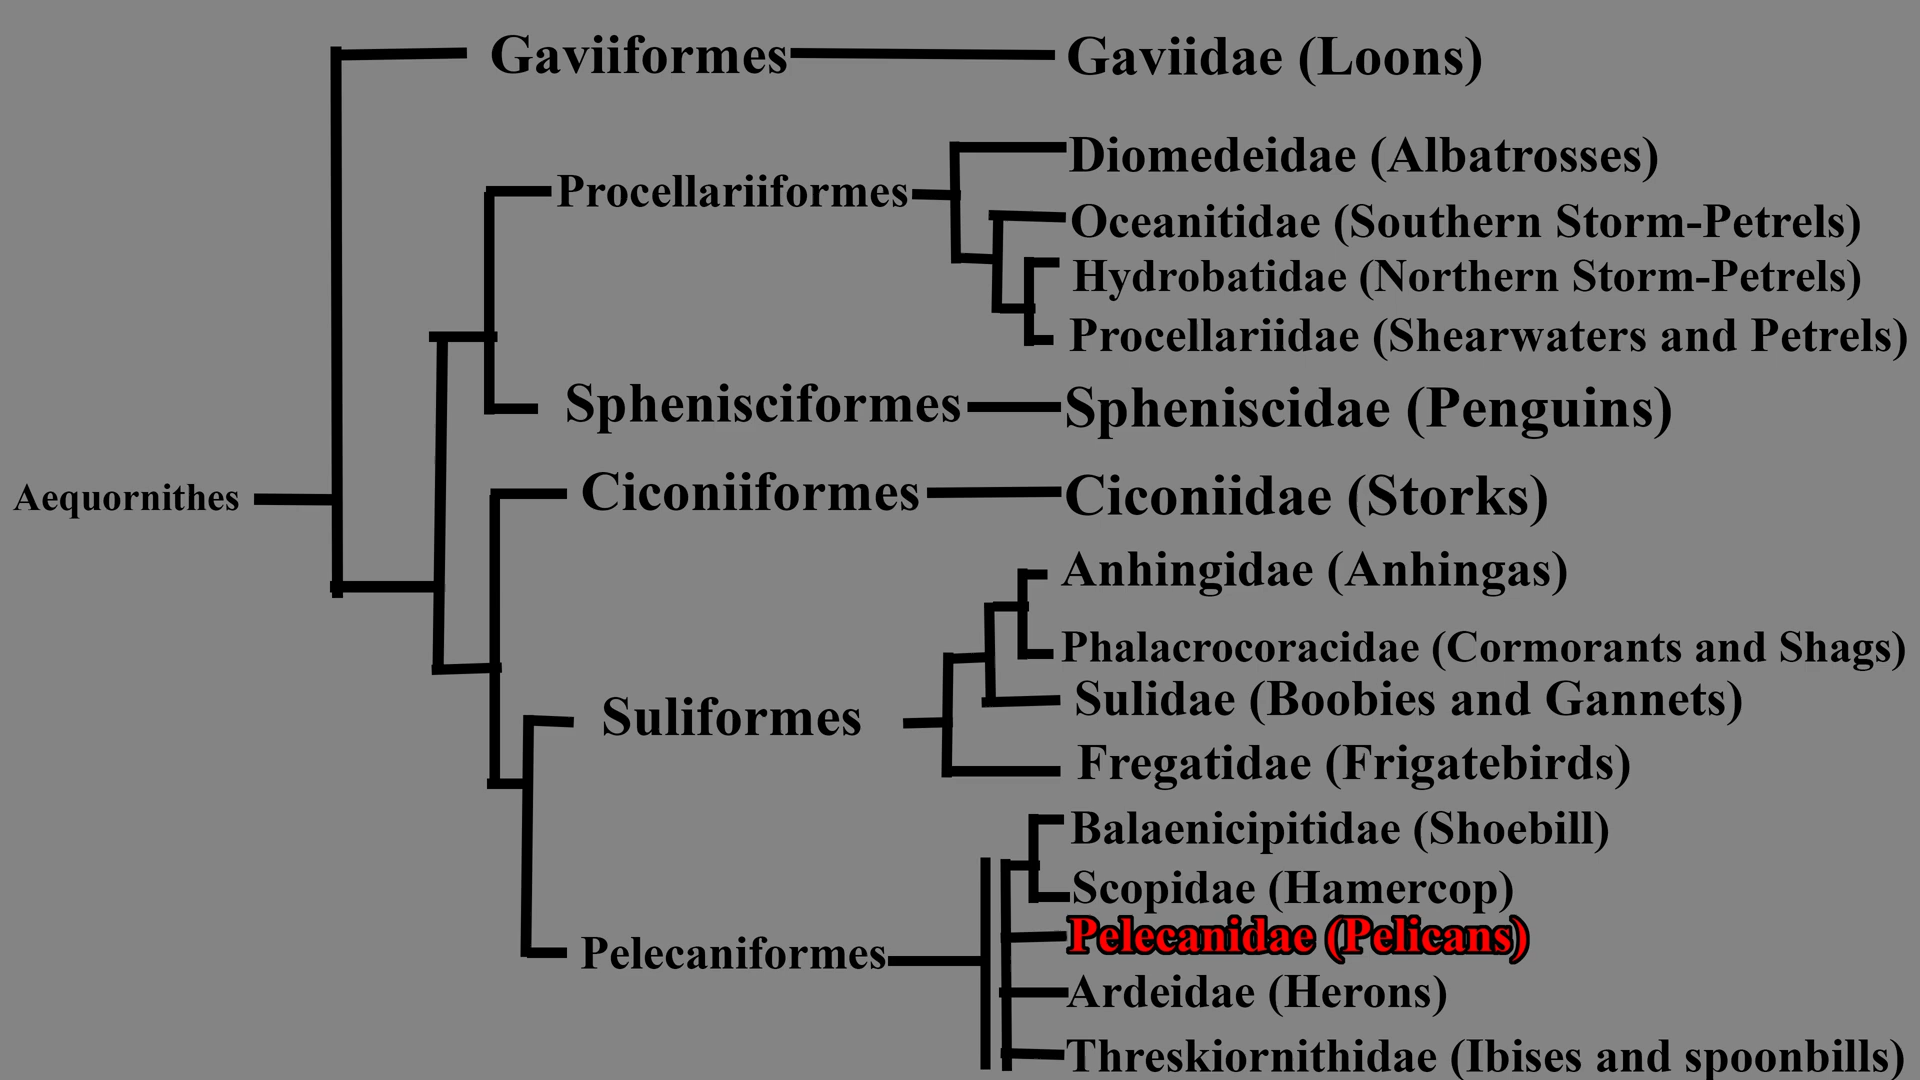 Gaviiformes Gaviidae (Loons)
Diomedeidae (Albatrosses)
Procellariiformes
Oceanitidae (Southern Storm-Petrels)
Hydrobatidae (Northern Storm-Petrels)
Procellariidae (Shearwaters and Petrels)
Sphenisciformes Spheniscidae (Penguins)
Aequornithes
Ciconiiformes Ciconiidae (Storks)
Anhingidae (Anhingas)
Phalacrocoracidae (Cormorants and Shags)
Sulidae (Boobies and Gannets)
Suliformes
Fregatidae (Frigatebirds)
Balaenicipitidae (Shoebill)
Scopidae (Hamercop)
Pelecanidae (Pelicans)
Pelecaniformes
Ardeidae (Herons)
Threskiornithidae (Ibises and spoonbills)